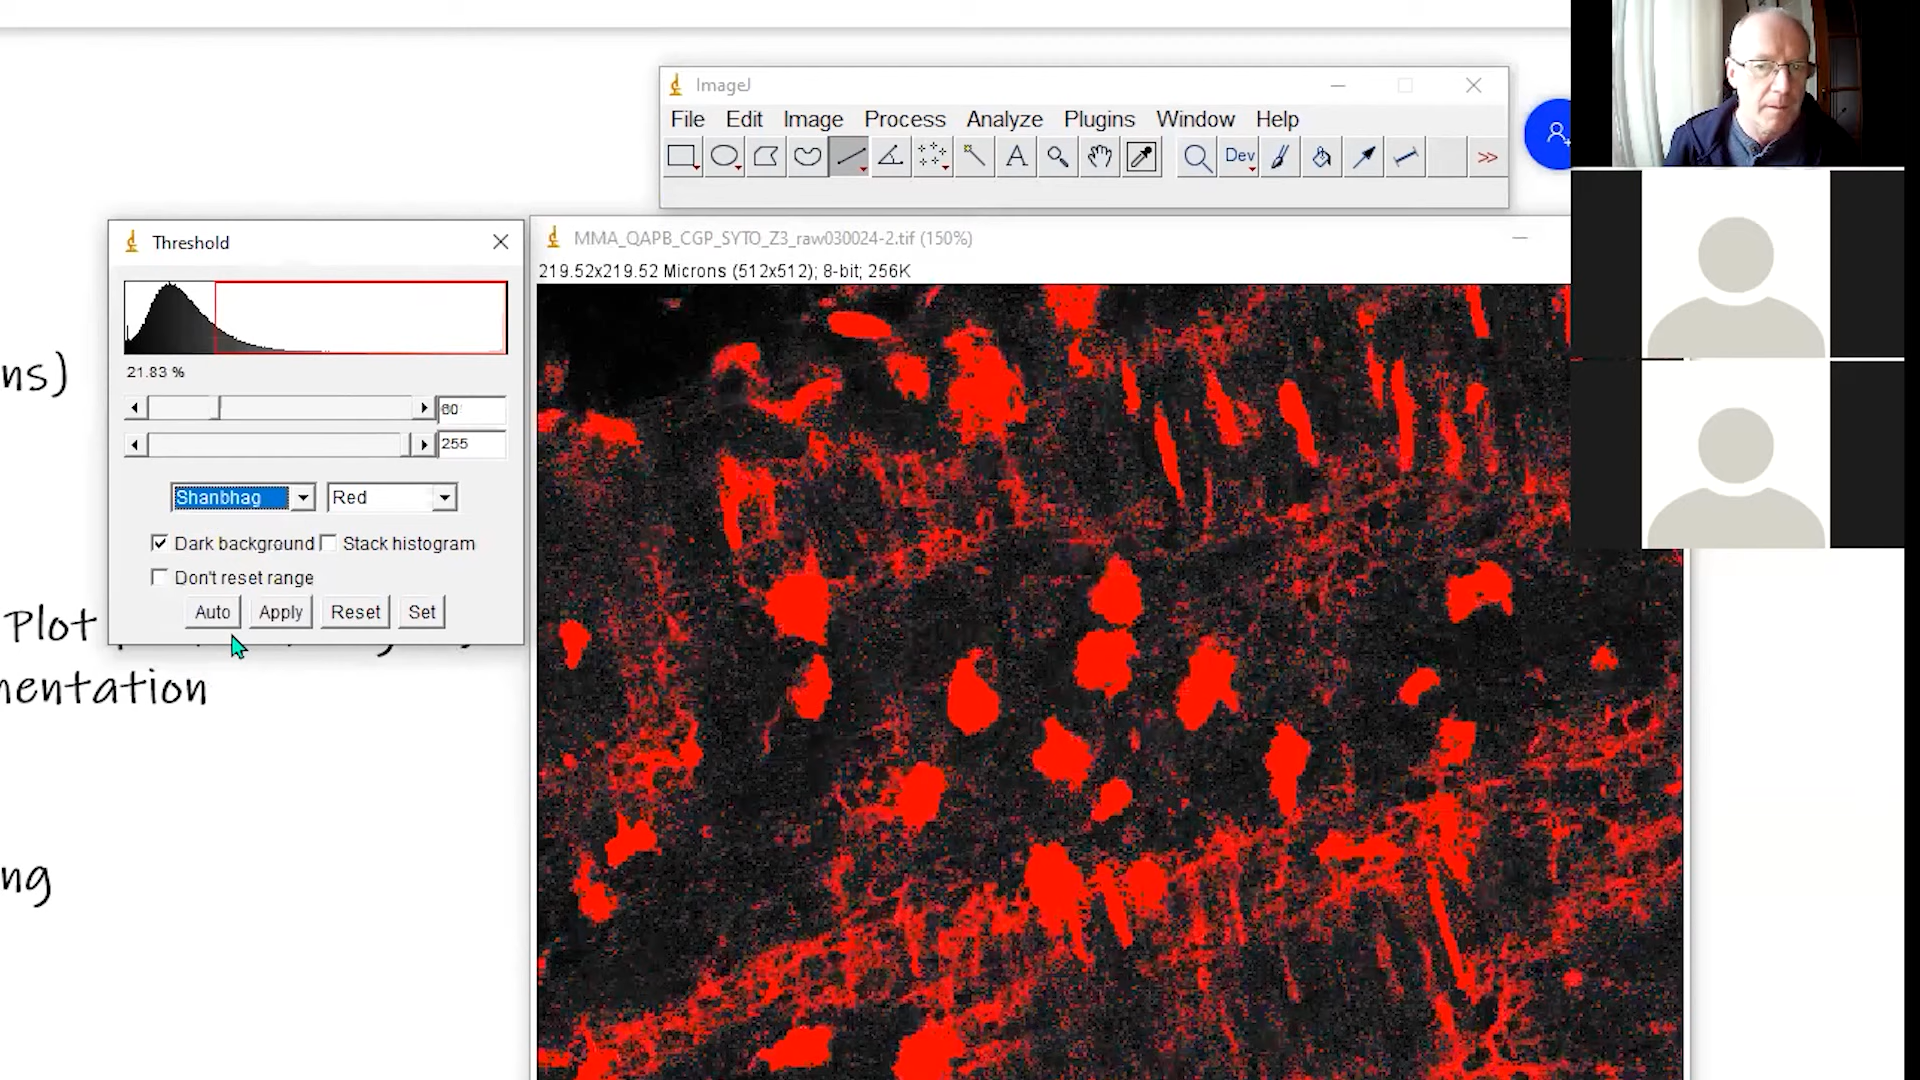 ImageJ
File Edit Image Process Analyze Plugins Window Help
A Dev >>
Threshold
MMA_QAPB_CGP_SYTO_Z3_raw030024-2.tif (150%)
219.52x219.52 Microns (512x512); 8-bit; 256K
21.83 %
60
255
Shanbhag Red
Dark background Stack histogram
Don't reset range
Auto Apply Reset Set
ns)
Plot
mentation
ng